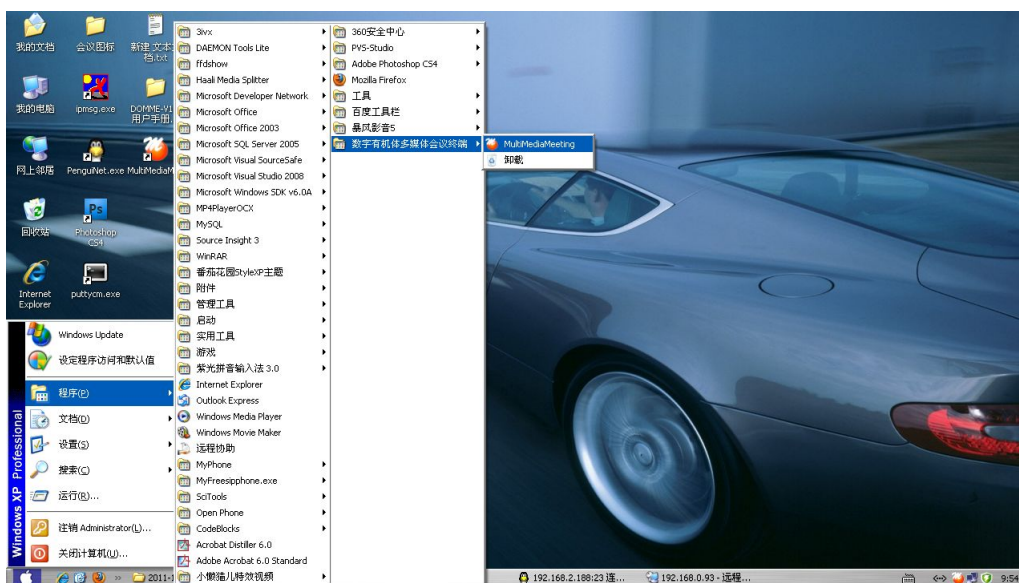 我的文档
会议图标
新建 文本文档.txt
我的电脑
ipmsg.exe
DOMME-V1
用户手册.
网上邻居
PenguiNet.exe
MultiMediaM
回收站
Photoshop
CS4
Internet
Explorer
puttycm.exe
Windows XP Professional
Windows Update
设定程序访问和默认值
程序(P)
文档(D)
设置(S)
搜索(C)
运行(R)...
注销 Administrator(L)...
关闭计算机(U)...
3ivx
DAEMON Tools Lite
ffdshow
Haali Media Splitter
Microsoft Developer Network
Microsoft Office
Microsoft Office 2003
Microsoft SQL Server 2005
Microsoft Visual SourceSafe
Microsoft Visual Studio 2008
Microsoft Windows SDK v6.0A
MP4PlayerOCX
MySQL
Source Insight 3
WinRAR
番茄花园StyleXP主题
附件
管理工具
启动
实用工具
游戏
紫光拼音输入法 3.0
Internet Explorer
Outlook Express
Windows Media Player
Windows Movie Maker
远程协助
MyPhone
MyFreesipphone.exe
SciTools
Open Phone
CodeBlocks
Acrobat Distiller 6.0
Adobe Acrobat 6.0 Standard
小懒猫儿特效视频
360安全中心
PVS-Studio
Adobe Photoshop CS4
Mozilla Firefox
工具
百度工具栏
暴风影音5
数字有机体多媒体会议终端
MultiMediaMeeting
卸载
2011-1
192.168.2.188:23 连...
192.168.0.93 - 远程...
9:54